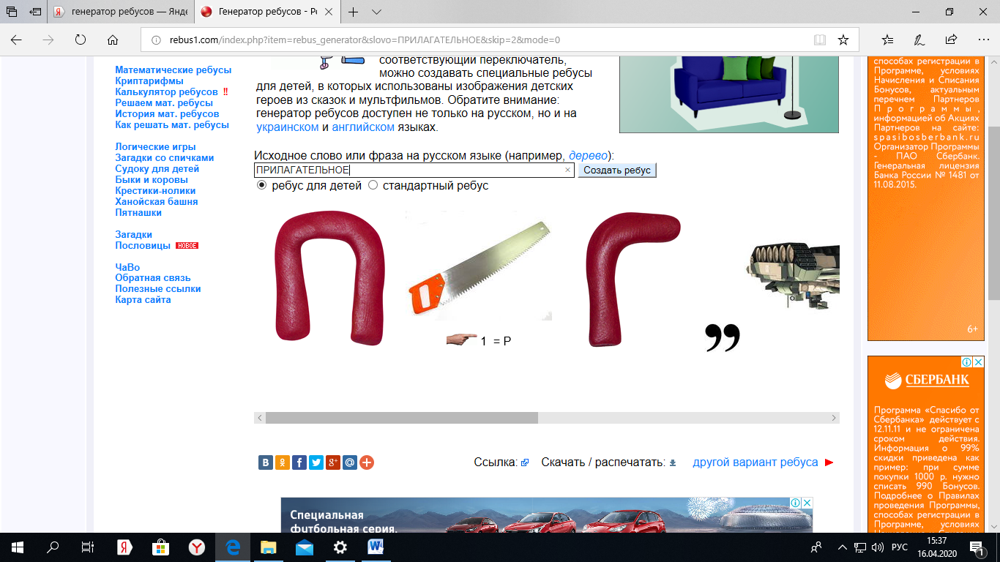 генератор ребусов — Янде
Генератор ребусов - Ре
rebus1.com/index.php?item=rebus_generator&slovo=ПРИЛАГАТЕЛЬНОЕ&skip=2&mode=0
Математические ребусы
Криптарифмы
Калькулятор ребусов !!
Решаем мат. ребусы
История мат. ребусов
Как решать мат. ребусы
Логические игры
Загадки со спичками
Судоку для детей
Быки и коровы
Крестики-нолики
Ханойская башня
Пятнашки
Загадки
Пословицы НОВОЕ
ЧаВо
Обратная связь
Полезные ссылки
Карта сайта
соответствующий переключатель,
можно создавать специальные ребусы
для детей, в которых использованы изображения детских
героев из сказок и мультфильмов. Обратите внимание:
генератор ребусов доступен не только на русском, но и на
украинском и английском языках.
Исходное слово или фраза на русском языке (например, дерево):
ПРИЛАГАТЕЛЬНОЕ
Создать ребус
ребус для детей стандартный ребус
П Г ,,
1 = Р
Ссылка: Скачать / распечатать: другой вариант ребуса
Специальная
футбольная серия.
способах регистрации в
Программе, условиях
Начисления и Списания
Бонусов, актуальным
перечнем Партнеров
Программы,
информацией об Акциях
Партнеров на сайте:
spasibosberbank.ru
Организатор Программы
- ПАО Сбербанк.
Генеральная лицензия
Банка России № 1481 от
11.08.2015.
6+
СБЕРБАНК
Программа «Спасибо от
Сбербанка» действует с
12.11.11 и не ограничена
сроком действия.
Информация о 99%
скидки приведена как
пример: при сумме
покупки 1000 р. нужно
списать 990 Бонусов.
Подробнее о Правилах
проведения Программы,
способах регистрации в
Программе, условиях
РУС
15:37
16.04.2020
1